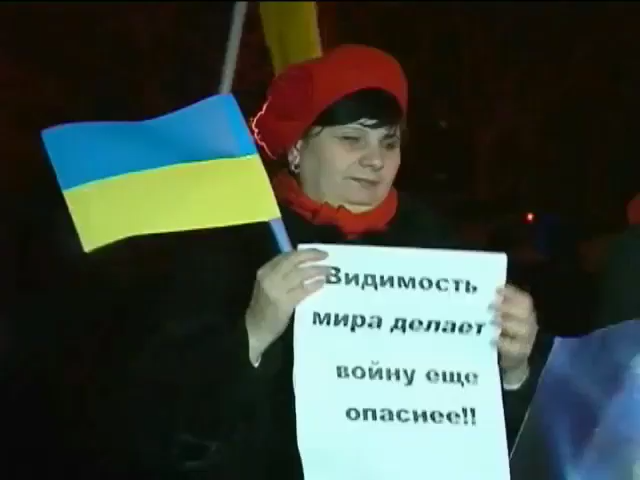 Видимость
мира делает
войну еще
опаснее!!